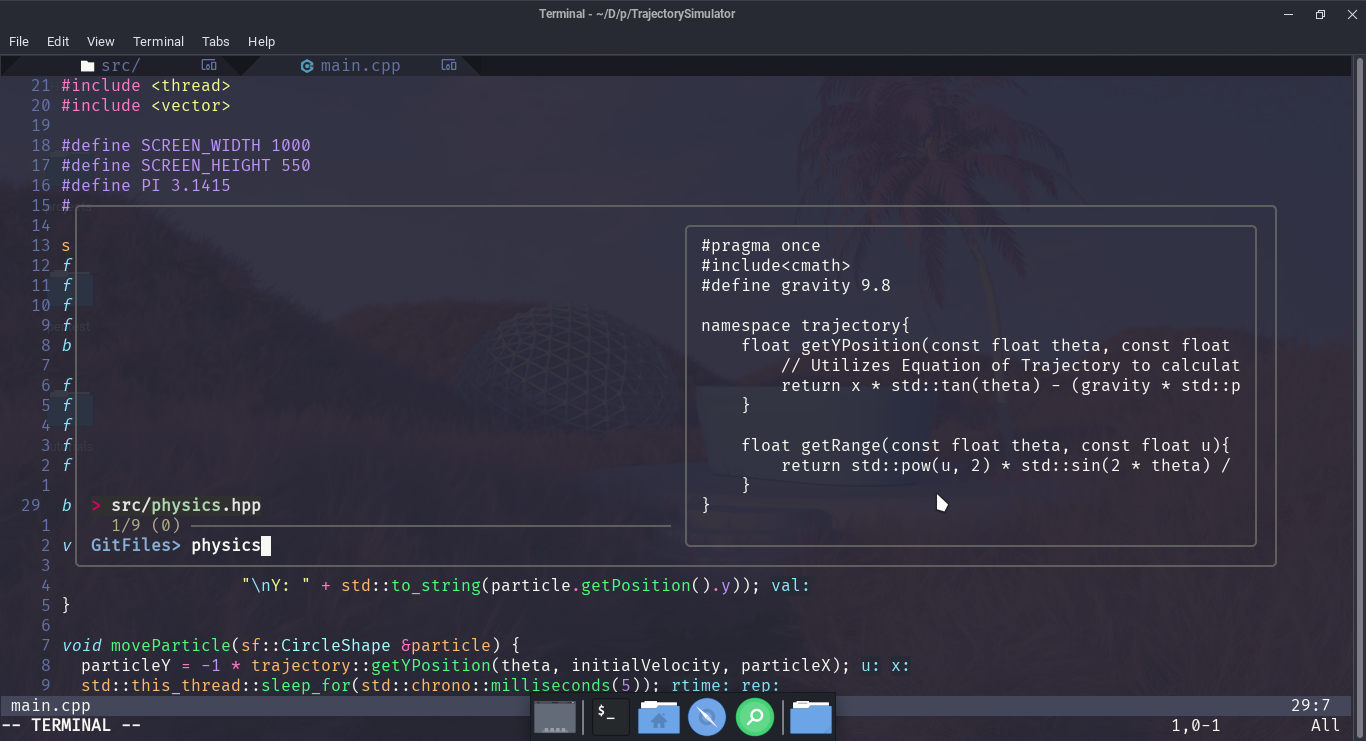 Terminal - ~/D/p/TrajectorySimulator
File Edit View Terminal Tabs Help
src/ main.cpp
21 #include <thread>
20 #include <vector>
19
18 #define SCREEN_WIDTH 1000
17 #define SCREEN_HEIGHT 550
16 #define PI 3.1415
15 #
14
13 s
12 f
11 f
10 f
9 f
8 b
7
6 f
5 f
4 f
3 f
2 f
1
29 b
1
2 v
3
#pragma once
#include<cmath>
#define gravity 9.8
namespace trajectory{
float getYPosition(const float theta, const float
// Utilizes Equation of Trajectory to calculat
return x * std::tan(theta) - (gravity * std::p
}
float getRange(const float theta, const float u){
return std::pow(u, 2) * std::sin(2 * theta) /
}
}
> src/physics.hpp
1/9 (0)
GitFiles> physics
4 "\nY: " + std::to_string(particle.getPosition().y)); val:
5 }
6
7 void moveParticle(sf::CircleShape &particle) {
8 particleY = -1 * trajectory::getYPosition(theta, initialVelocity, particleX); u: x:
9 std::this_thread::sleep_for(std::chrono::milliseconds(5)); rtime: rep:
main.cpp 29:7
-- TERMINAL -- 1,0-1 All
$_